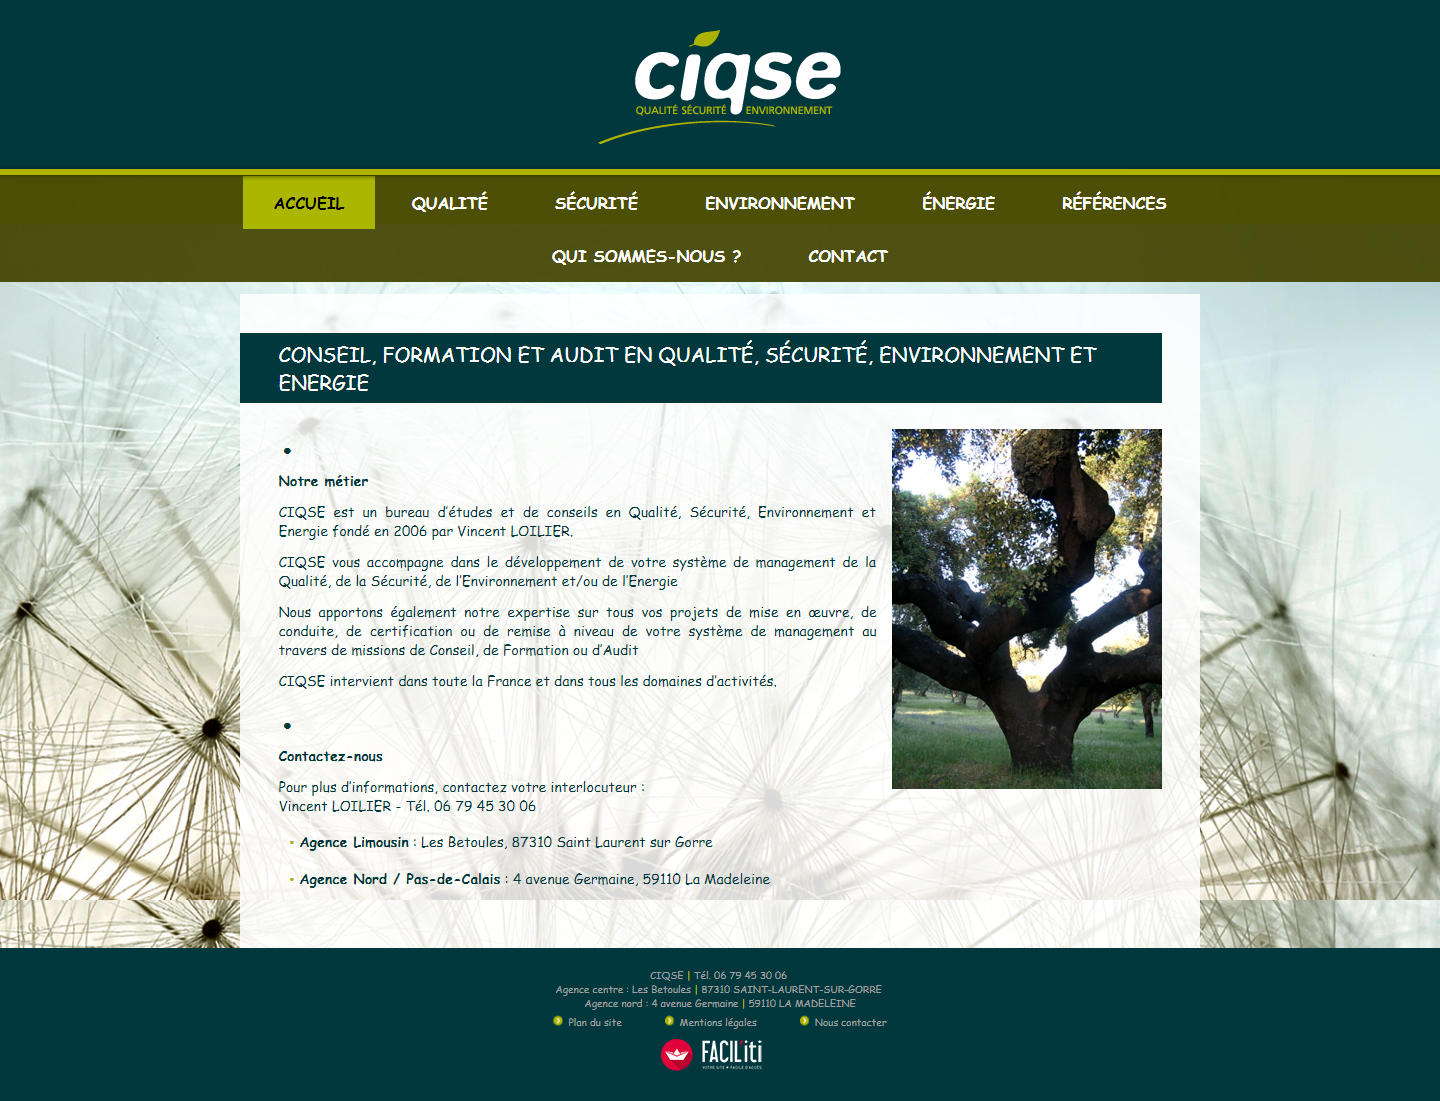 ciqse
QUALITÉ SÉCURITÉ ENVIRONNEMENT
ACCUEIL QUALITÉ SÉCURITÉ ENVIRONNEMENT ÉNERGIE RÉFÉRENCES
QUI SOMMES-NOUS ? CONTACT
CONSEIL, FORMATION ET AUDIT EN QUALITÉ, SÉCURITÉ, ENVIRONNEMENT ET
ENERGIE
•
Notre métier
CIQSE est un bureau d'études et de conseils en Qualité, Sécurité, Environnement et
Energie fondé en 2006 par Vincent LOILIER.
CIQSE vous accompagne dans le développement de votre système de management de la
Qualité, de la Sécurité, de l'Environnement et/ou de l'Energie
Nous apportons également notre expertise sur tous vos projets de mise en œuvre, de
conduite, de certification ou de remise à niveau de votre système de management au
travers de missions de Conseil, de Formation ou d'Audit
CIQSE intervient dans toute la France et dans tous les domaines d'activités.
•
Contactez-nous
Pour plus d'informations, contactez votre interlocuteur :
Vincent LOILIER - Tél. 06 79 45 30 06
• Agence Limousin : Les Betoules, 87310 Saint Laurent sur Gorre
• Agence Nord / Pas-de-Calais : 4 avenue Germaine, 59110 La Madeleine
CIQSE | Tél. 06 79 45 30 06
Agence centre : Les Betoules | 87310 SAINT-LAURENT-SUR-GORRE
Agence nord : 4 avenue Germaine | 59110 LA MADELEINE
Plan du site Mentions légales Nous contacter
FACIL'iti
VOTRE SITE + FACILE D'ACCÈS